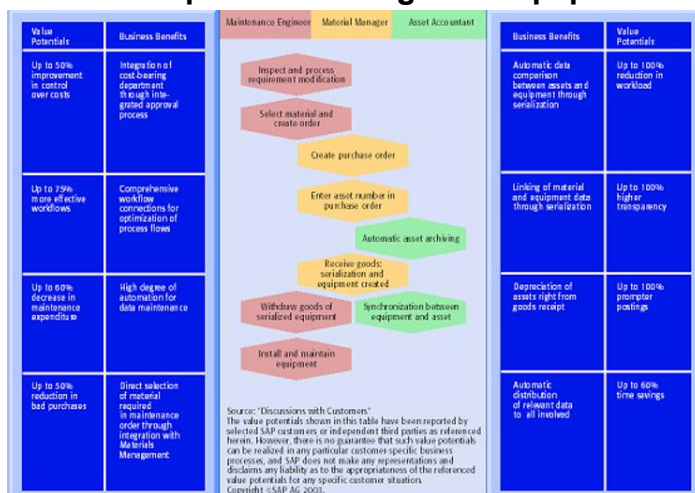 Value
Potentials
Business Benefits
Up to 50%
improvement
in control
over costs
Integration of
cost-bearing
department
through inte-
grated approval
process
Up to 75%
more effective
workflows
Comprehensive
workflow
connections for
optimization of
process flows
Up to 60%
decrease in
maintenance
expenditure
High degree of
automation for
data maintenance
Up to 50%
reduction in
bad purchases
Direct selection
of material
required
in maintenance
order through
integration with
Materials
Management
Maintenance Engineer
Material Manager
Asset Accountant
Inspect and process
requirement modification
Select material and
create order
Create purchase order
Enter asset number in
purchase order
Automatic asset archiving
Receive goods:
serialization and
equipment created
Withdraw goods of
serialized equipment
Synchronization between
equipment and asset
Install and maintain
equipment
Source: "Discussions with Customers"
The value potentials shown in this table have been reported by
selected SAP customers or independent third parties as referenced
herein. However, there is no guarantee that such value potentials
can be realized in any particular customer-specific business
processes, and SAP does not make any representations and
disclaims any liability as to the appropriateness of the referenced
value potentials for any specific customer situation.
Copyright ©SAP AG 2003.
Business Benefits
Value
Potentials
Automatic data
comparison
between assets and
equipment through
serialization
Up to 100%
reduction in
workload
Linking of material
and equipment data
through serialization
Up to 100%
higher
transparency
Depreciation of
assets right from
goods receipt
Up to 100%
prompter
postings
Automatic
distribution
of relevant data
to all involved
Up to 60%
time savings